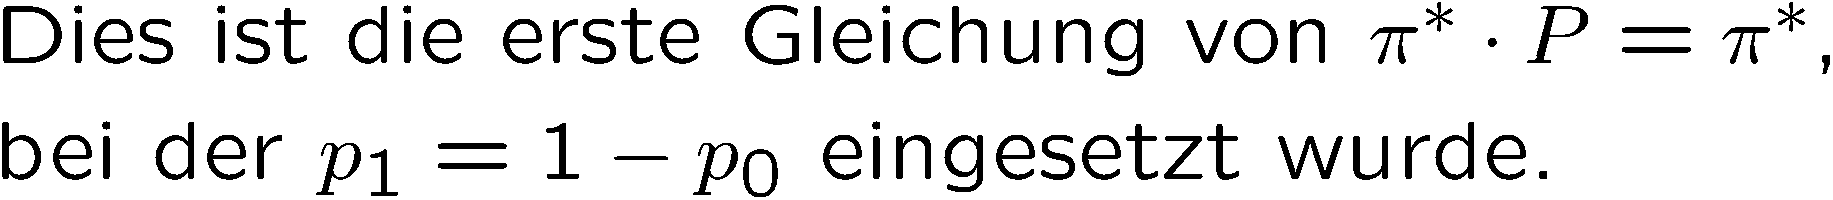 Dies ist die erste Gleichung von π* · P = π*,
bei der p₁ = 1 − p₀ eingesetzt wurde.